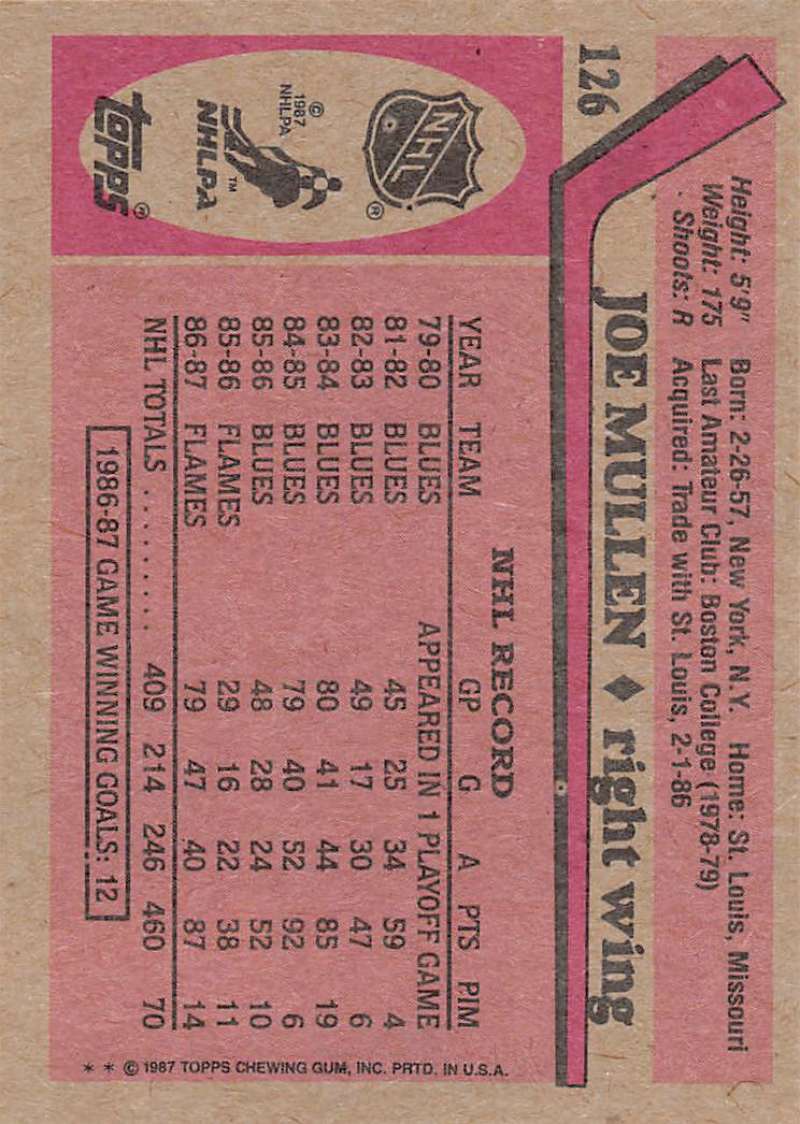 126
Height: 5'9" Born: 2-26-57, New York, N.Y. Home: St. Louis, Missouri
Weight: 175 Last Amateur Club: Boston College (1978-79)
Shoots: R Acquired: Trade with St. Louis, 2-1-86
JOE MULLEN ♦ right wing
NHL
®
© 1987
NHLPA
TM
NHLPA
TOPPS®
NHL RECORD
YEAR TEAM GP G A PTS PIM
79-80 BLUES APPEARED IN 1 PLAYOFF GAME
81-82 BLUES 45 25 34 59 4
82-83 BLUES 49 17 30 47 6
83-84 BLUES 80 41 44 85 19
84-85 BLUES 79 40 52 92 6
85-86 BLUES 48 28 24 52 10
85-86 FLAMES 29 16 22 38 11
86-87 FLAMES 79 47 40 87 14
NHL TOTALS .......... 409 214 246 460 70
1986-87 GAME WINNING GOALS: 12
* * © 1987 TOPPS CHEWING GUM, INC. PRTD. IN U.S.A.